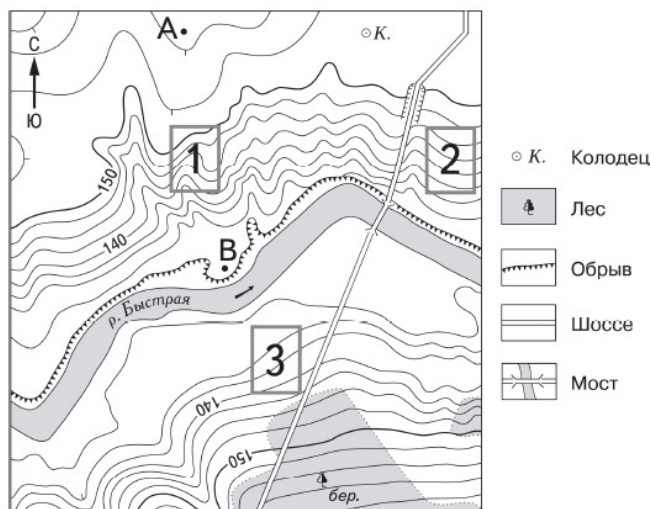 А
К.
С
Ю
1
2
150
140
В
р. Быстрая
3
140
150
бер.
К. Колодец
Лес
Обрыв
Шоссе
Мост